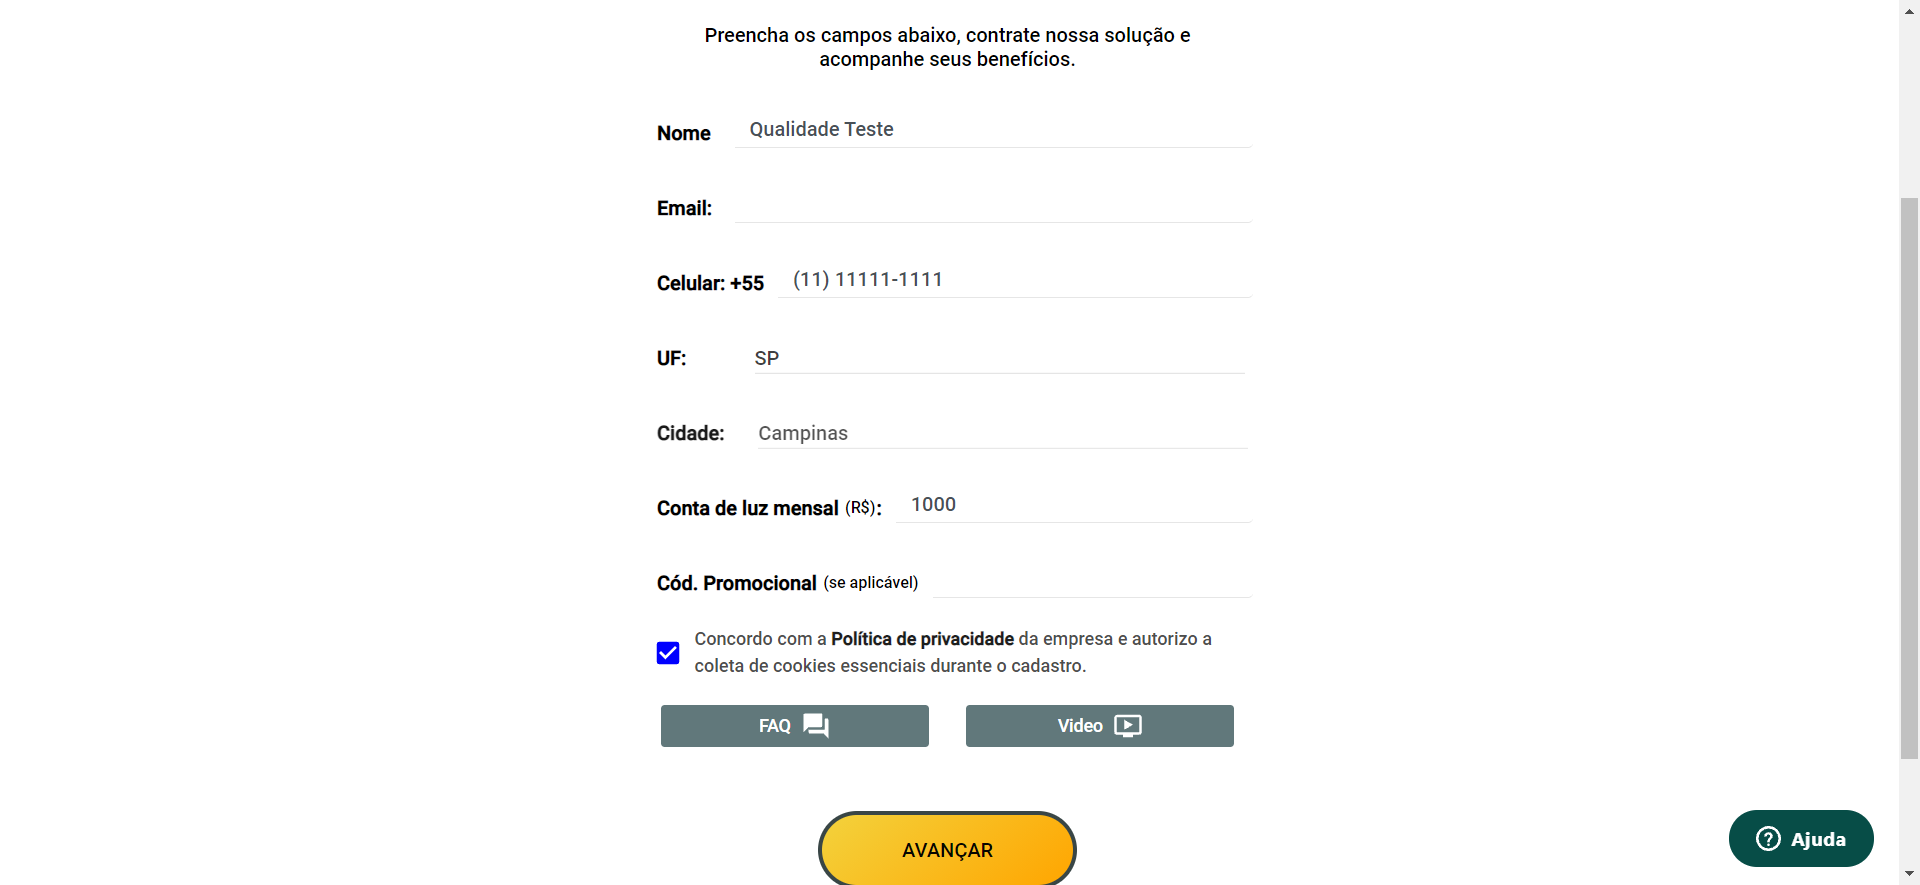 Preencha os campos abaixo, contrate nossa solução e
acompanhe seus benefícios.
Nome Qualidade Teste
Email:
Celular: +55 (11) 11111-1111
UF: SP
Cidade: Campinas
Conta de luz mensal (R$): 1000
Cód. Promocional (se aplicável)
Concordo com a Política de privacidade da empresa e autorizo a
coleta de cookies essenciais durante o cadastro.
FAQ Video
AVANÇAR
Ajuda